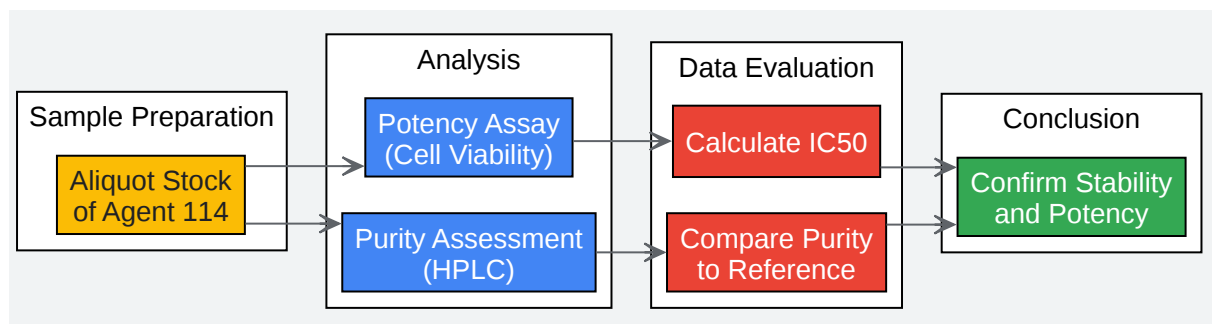 Sample Preparation
Aliquot Stock
of Agent 114
Analysis
Potency Assay
(Cell Viability)
Purity Assessment
(HPLC)
Data Evaluation
Calculate IC50
Compare Purity
to Reference
Conclusion
Confirm Stability
and Potency